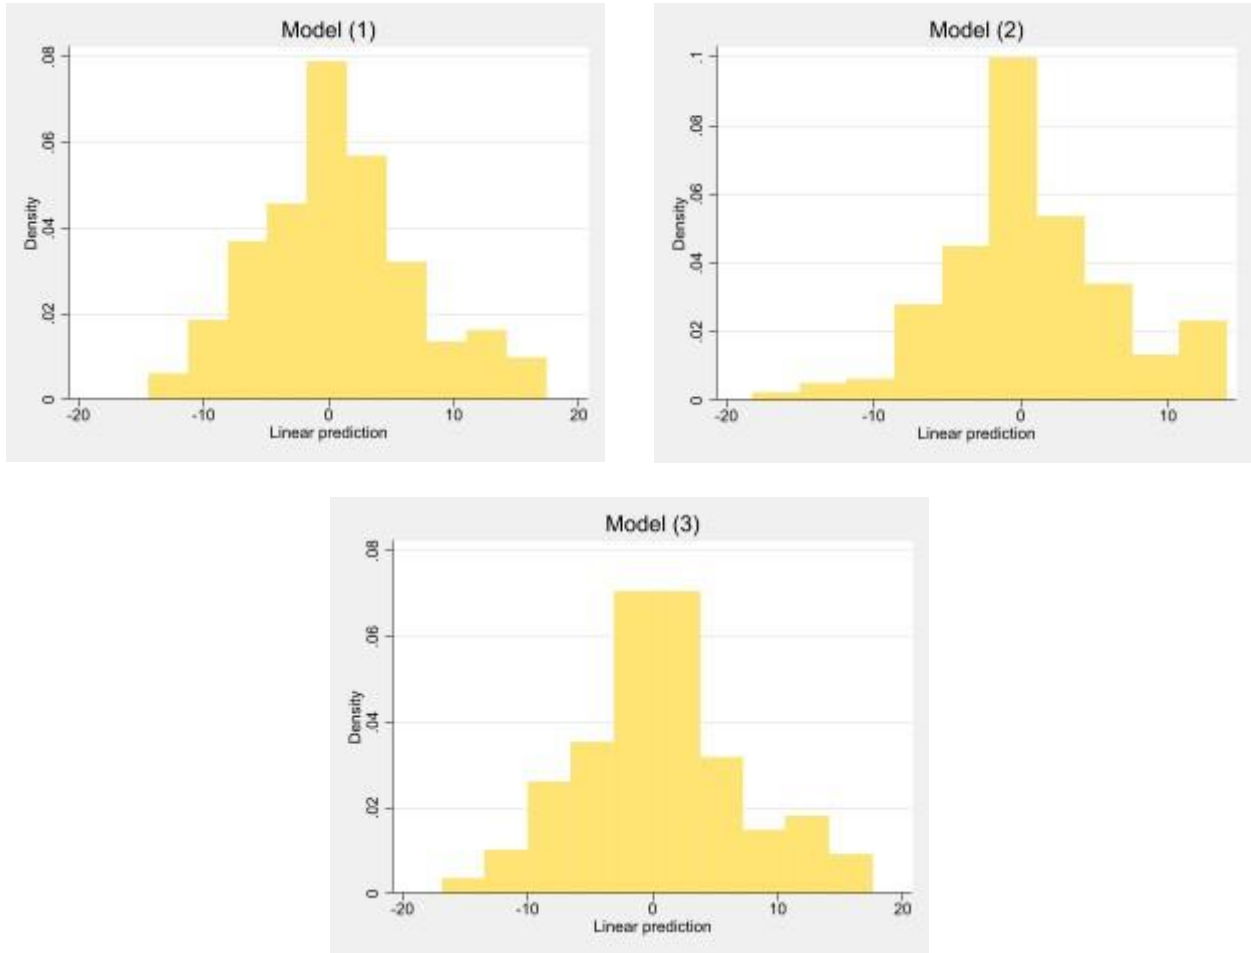 Model (1)
Density
.08
.06
.04
.02
0
-20 -10 0 10 20
Linear prediction
Model (2)
Density
.1
.08
.06
.04
.02
0
-20 -10 0 10
Linear prediction
Model (3)
Density
.08
.06
.04
.02
0
-20 -10 0 10 20
Linear prediction